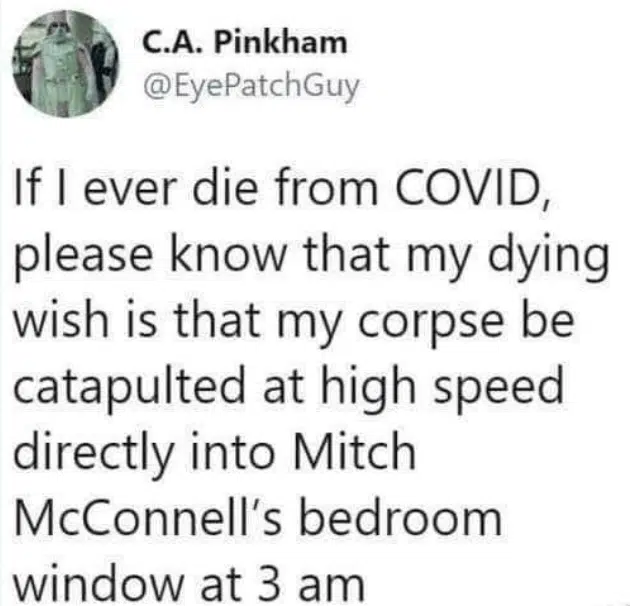 C.A. Pinkham
@EyePatchGuy
If I ever die from COVID,
please know that my dying
wish is that my corpse be
catapulted at high speed
directly into Mitch
McConnell's bedroom
window at 3 am